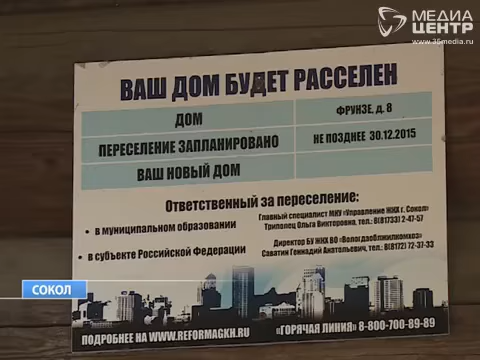 МЕДИА
ЦЕНТР
www.35media.ru
ВАШ ДОМ БУДЕТ РАССЕЛЕН
ДОМ
ФРУНЗЕ, д. 8
ПЕРЕСЕЛЕНИЕ ЗАПЛАНИРОВАНО
НЕ ПОЗДНЕЕ 30.12.2015
ВАШ НОВЫЙ ДОМ
Ответственный за переселение:
• в муниципальном образовании
Главный специалист МКУ «Управление ЖКХ г. Сокол»
Триполец Ольга Викторовна, тел.: 8(81733) 2-47-57
• в субъекте Российской Федерации
Директор БУ ЖКХ ВО «Вологдаоблжилкомхоз»
Саватин Геннадий Анатольевич, тел.: 8(8172) 72-37-33
СОКОЛ
ПОДРОБНЕЕ НА WWW.REFORMAGKH.RU
«ГОРЯЧАЯ ЛИНИЯ» 8-800-700-89-89